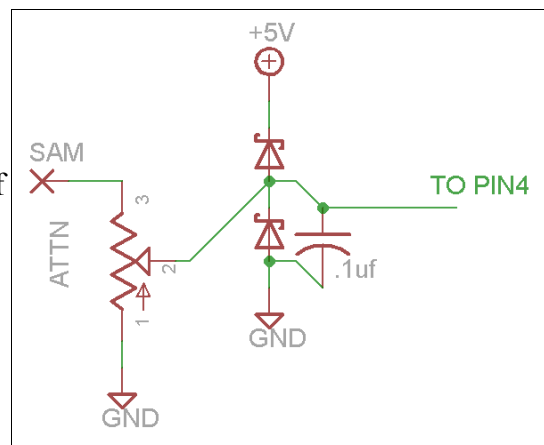 +5V
SAM
f
3
TO PIN4
ATTN
2
.1uf
1
GND
GND